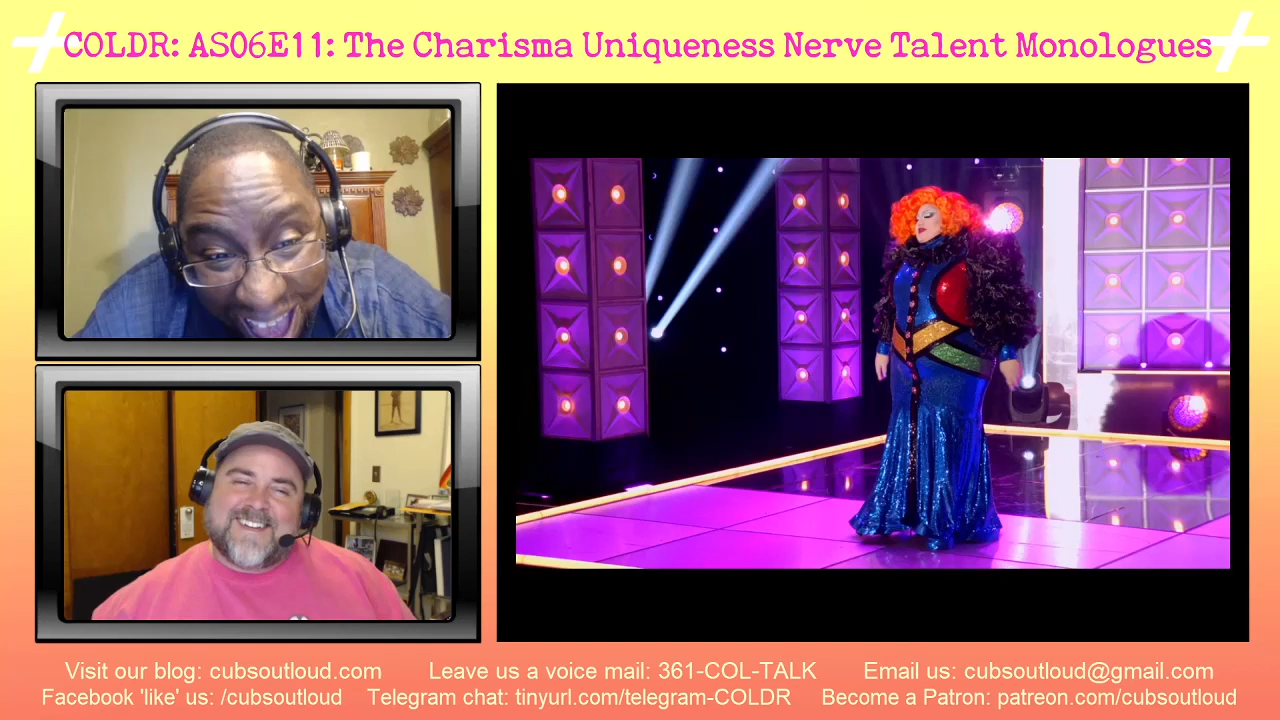 COLDR: AS06E11: The Charisma Uniqueness Nerve Talent Monologues
Visit our blog: cubsoutloud.com Leave us a voice mail: 361-COL-TALK Email us: cubsoutloud@gmail.com
Facebook 'like' us: /cubsoutloud Telegram chat: tinyurl.com/telegram-COLDR Become a Patron: patreon.com/cubsoutloud